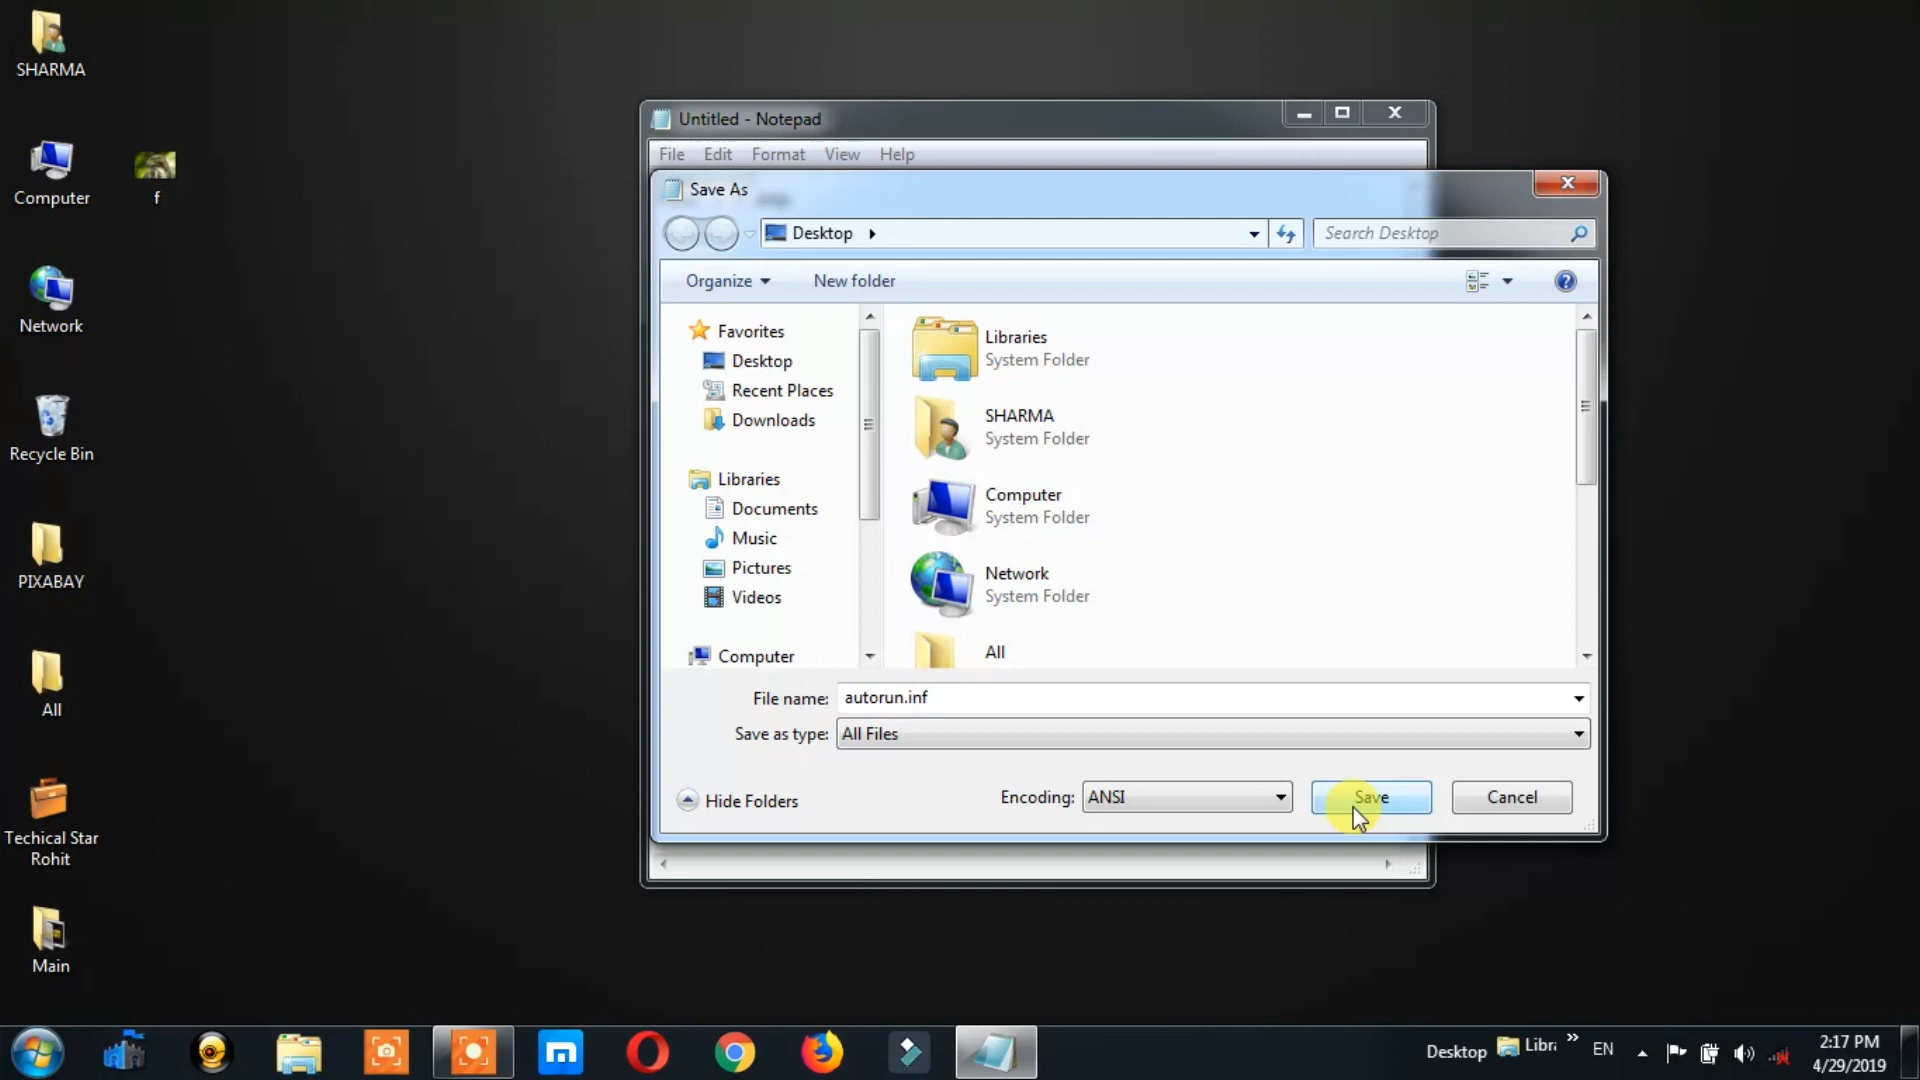 SHARMA
Computer
f
Network
Recycle Bin
PIXABAY
All
Techical Star
Rohit
Main
Untitled - Notepad
File Edit Format View Help
Save As
Desktop
Search Desktop
Organize
New folder
Favorites
Desktop
Recent Places
Downloads
Libraries
Documents
Music
Pictures
Videos
Computer
Libraries
System Folder
SHARMA
System Folder
Computer
System Folder
Network
System Folder
All
File name: autorun.inf
Save as type: All Files
Hide Folders
Encoding: ANSI
Save
Cancel
Desktop
Libr
EN
2:17 PM
4/29/2019